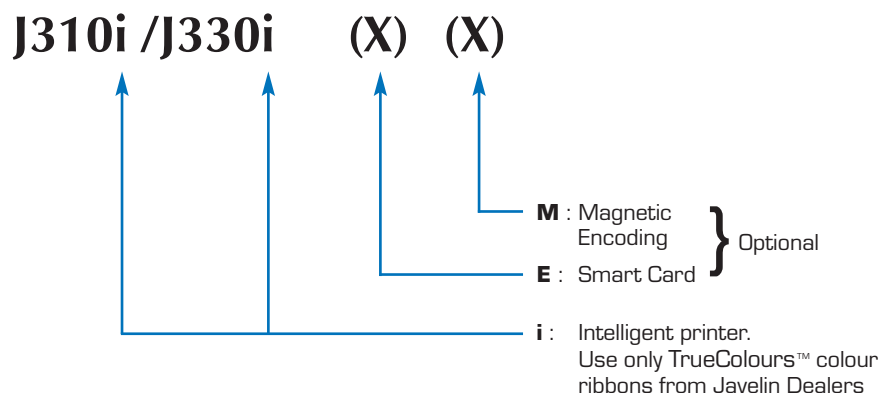 J310i /J330i (X) (X)
M : Magnetic
Encoding
} Optional
E : Smart Card
i : Intelligent printer.
Use only TrueColours™ colour
ribbons from Javelin Dealers